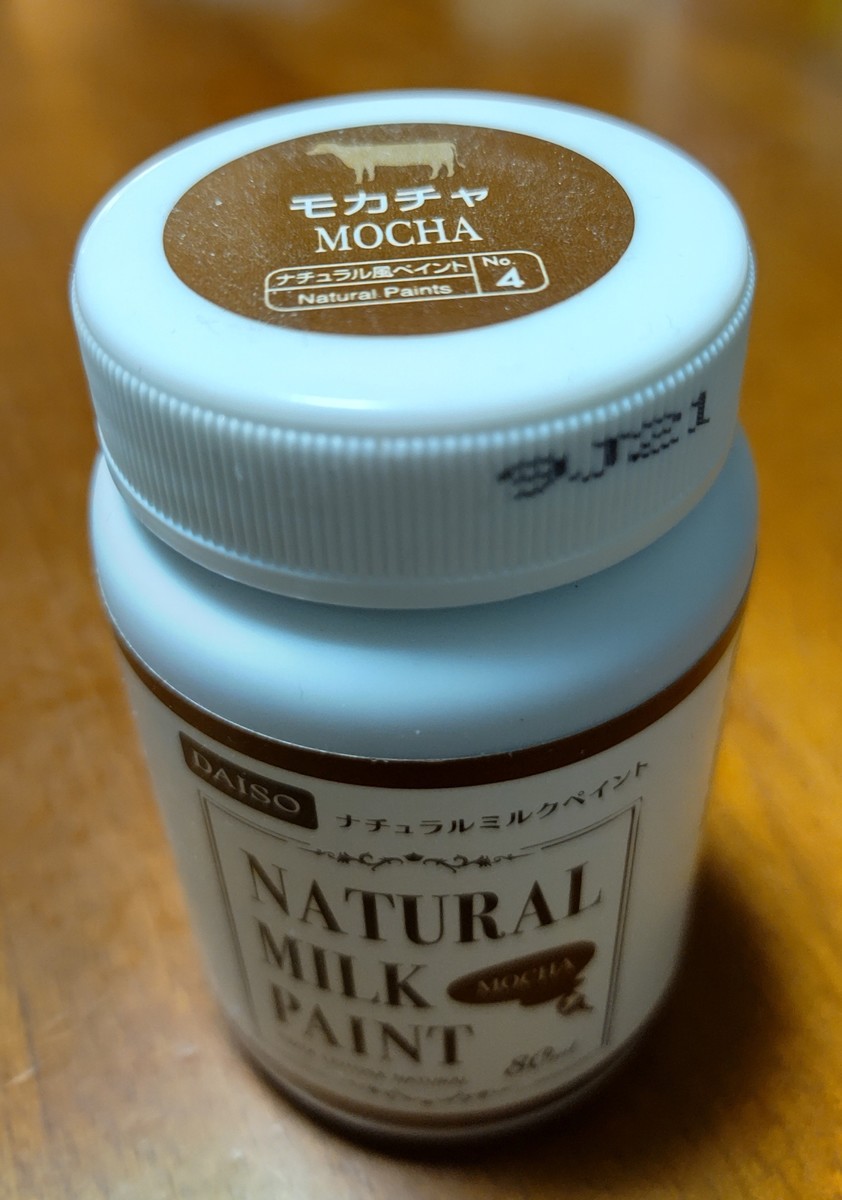 モカチャ
MOCHA
ナチュラル風ペイント
Natural Paints
No.
4
DAISO
ナチュラルミルクペイント
NATURAL
MILK
MOCHA
PAINT
80ml